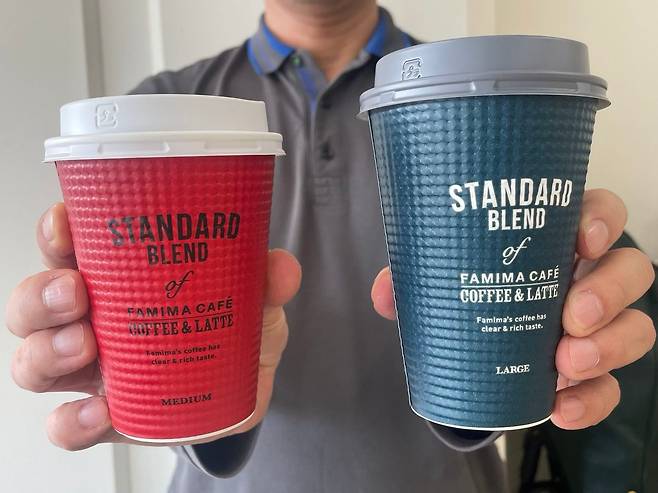 STANDARD
BLEND
of
FAMIMA CAFÉ
COFFEE & LATTE
Famima's coffee has
clear & rich taste.
MEDIUM
STANDARD
BLEND
of
FAMIMA CAFÉ
COFFEE & LATTE
Famima's coffee has
clear & rich taste.
LARGE